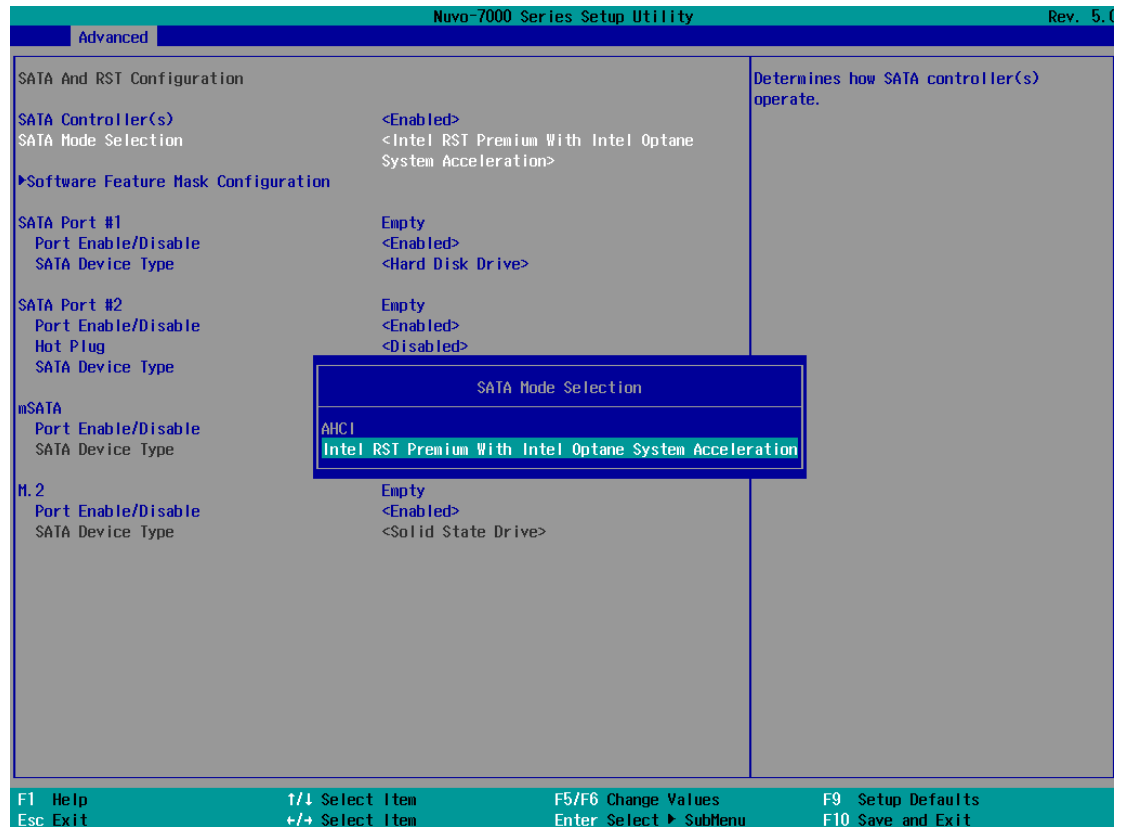 Nuvo-7000 Series Setup Utility Rev. 5.0
Advanced
SATA And RST Configuration
Determines how SATA controller(s)
operate.
SATA Controller(s) <Enabled>
SATA Mode Selection <Intel RST Premium With Intel Optane
System Acceleration>
▶Software Feature Mask Configuration
SATA Port #1 Empty
Port Enable/Disable <Enabled>
SATA Device Type <Hard Disk Drive>
SATA Port #2 Empty
Port Enable/Disable <Enabled>
Hot Plug <Disabled>
SATA Device Type
mSATA
Port Enable/Disable
SATA Device Type
SATA Mode Selection
AHCI
Intel RST Premium With Intel Optane System Acceleration
M.2 Empty
Port Enable/Disable <Enabled>
SATA Device Type <Solid State Drive>
F1 Help ↑/↓ Select Item F5/F6 Change Values F9 Setup Defaults
Esc Exit ←/→ Select Item Enter Select ▶ SubMenu F10 Save and Exit